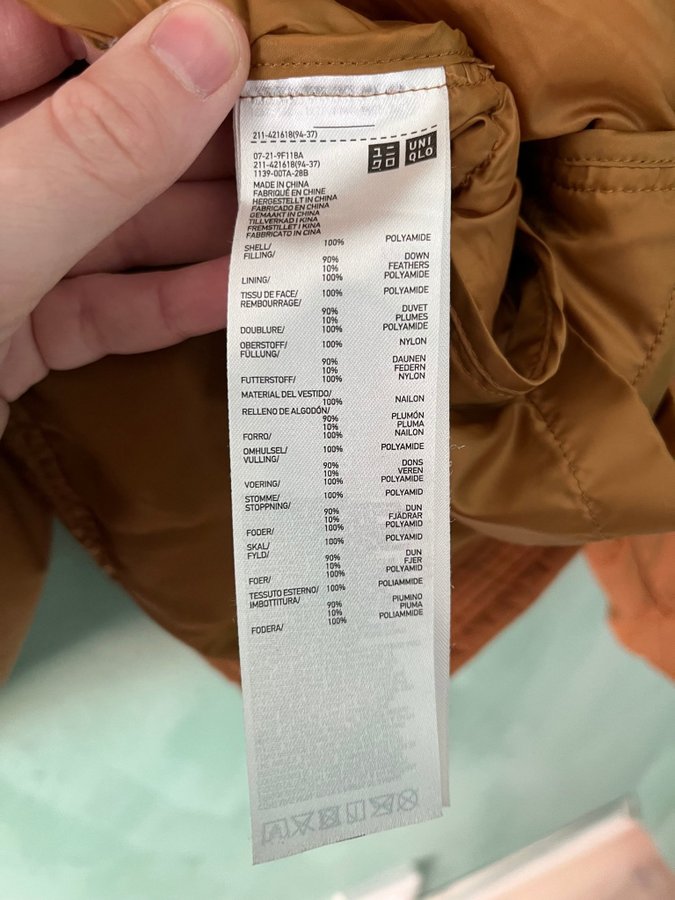 211-421618(94-37)
ユニ
クロ
UNI
QLO
07-21-9F11BA
211-421618(94-37)
1139-00TA-28B
MADE IN CHINA
FABRIQUÉ EN CHINE
HERGESTELLT IN CHINA
FABRICADO EN CHINA
GEMAAKT IN CHINA
TILLVERKAD I KINA
FREMSTILLET I KINA
FABBRICATO IN CINA
SHELL/ 100% POLYAMIDE
FILLING/
90% DOWN
10% FEATHERS
LINING/ 100% POLYAMIDE
TISSU DE FACE/ 100% POLYAMIDE
REMBOURRAGE/
90% DUVET
10% PLUMES
DOUBLURE/ 100% POLYAMIDE
OBERSTOFF/ 100% NYLON
FÜLLUNG/
90% DAUNEN
10% FEDERN
FUTTERSTOFF/ 100% NYLON
MATERIAL DEL VESTIDO/
100% NAILON
RELLENO DE ALGODÓN/
90% PLUMÓN
10% PLUMA
FORRO/ 100% NAILON
OMHULSEL/ 100% POLYAMIDE
VULLING/
90% DONS
10% VEREN
VOERING/ 100% POLYAMIDE
STOMME/ 100% POLYAMID
STOPPNING/
90% DUN
10% FJÄDRAR
FODER/ 100% POLYAMID
SKAL/ 100% POLYAMID
FYLD/
90% DUN
10% FJER
FOER/ 100% POLYAMID
TESSUTO ESTERNO/ 100% POLIAMMIDE
IMBOTTITURA/
90% PIUMINO
10% PIUMA
FODERA/ 100% POLIAMMIDE